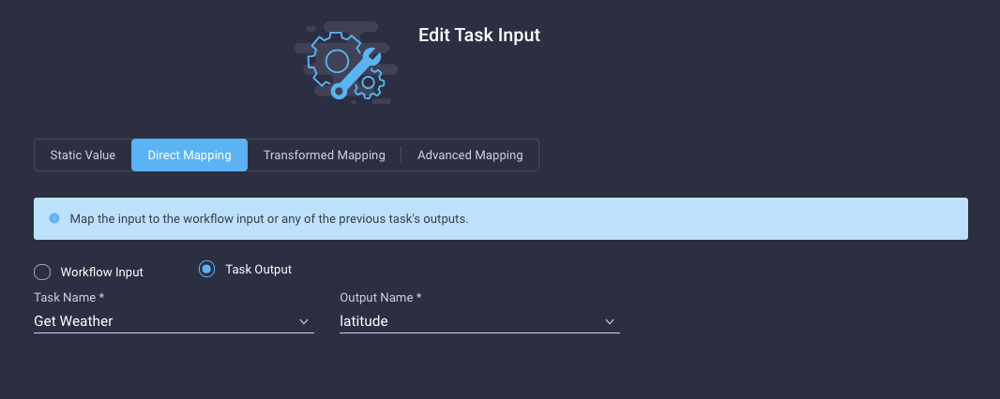 Edit Task Input
Static Value Direct Mapping Transformed Mapping Advanced Mapping
Map the input to the workflow input or any of the previous task's outputs.
Workflow Input Task Output
Task Name * Output Name *
Get Weather latitude